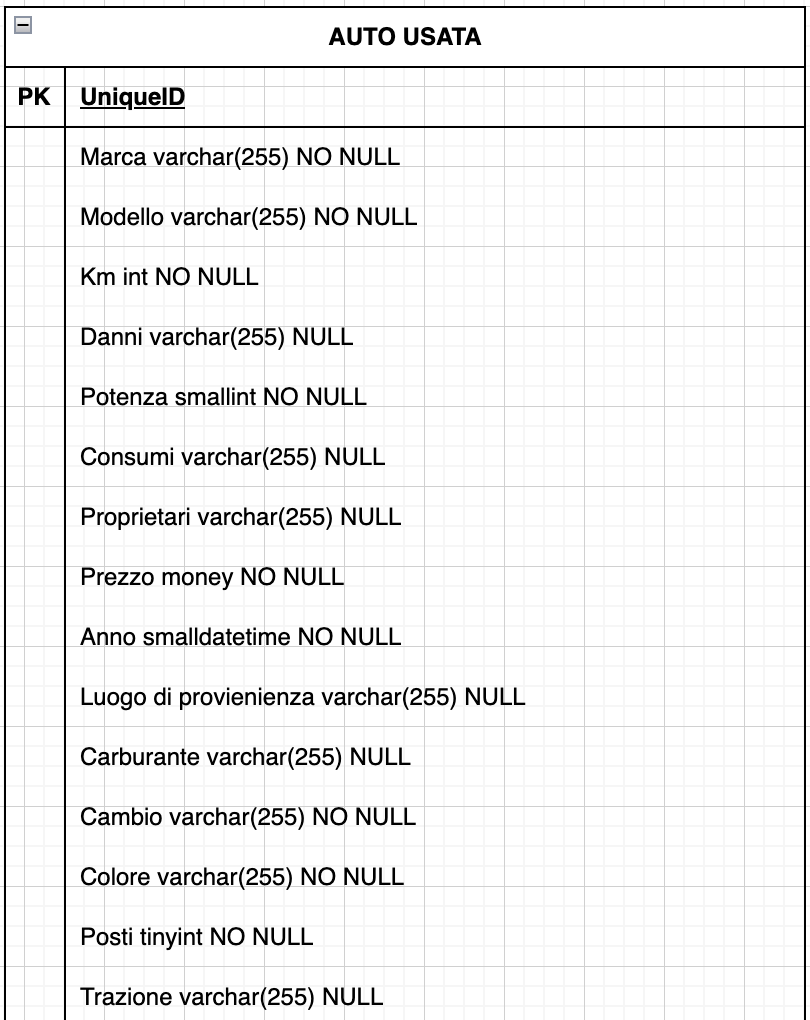 AUTO USATA
PK UniqueID
Marca varchar(255) NO NULL
Modello varchar(255) NO NULL
Km int NO NULL
Danni varchar(255) NULL
Potenza smallint NO NULL
Consumi varchar(255) NULL
Proprietari varchar(255) NULL
Prezzo money NO NULL
Anno smalldatetime NO NULL
Luogo di provienienza varchar(255) NULL
Carburante varchar(255) NULL
Cambio varchar(255) NO NULL
Colore varchar(255) NO NULL
Posti tinyint NO NULL
Trazione varchar(255) NULL